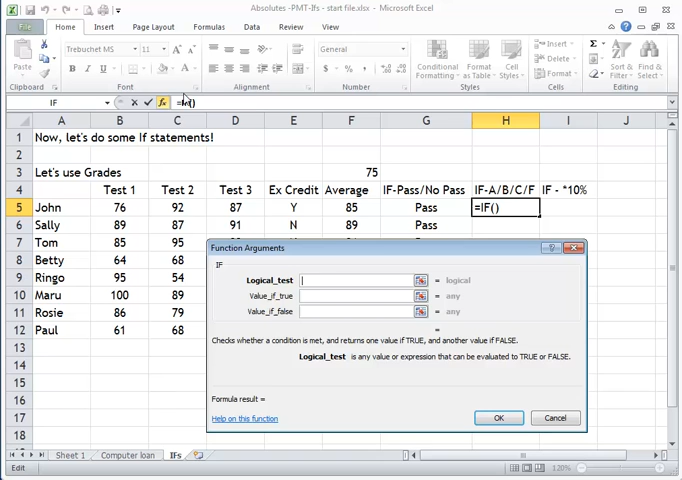 Absolutes -PMT-Ifs - start file.xlsx - Microsoft Excel
File Home Insert Page Layout Formulas Data Review View
Trebuchet MS 11 General
Paste Conditional Formatting Format as Table Cell Styles Insert Delete Format Sort & Filter Find & Select
Clipboard Font Alignment Number Styles Cells Editing
IF
A B C D E F G H I J
1 Now, let's do some If statements!
2
3 Let's use Grades 75
4 Test 1 Test 2 Test 3 Ex Credit Average IF-Pass/No Pass IF-A/B/C/F IF - *10%
5 John 76 92 87 Y 85 Pass =IF()
6 Sally 89 87 91 N 89 Pass
7 Tom 85 95
8 Betty 64 68
9 Ringo 95 54
10 Maru 100 89
11 Rosie 86 79
12 Paul 61 68
13
14
15
16
17
18
Function Arguments
IF
Logical_test = logical
Value_if_true = any
Value_if_false = any
=
Checks whether a condition is met, and returns one value if TRUE, and another value if FALSE.
Logical_test is any value or expression that can be evaluated to TRUE or FALSE.
Formula result =
Help on this function OK Cancel
Sheet 1 Computer loan IFs
Edit 120%